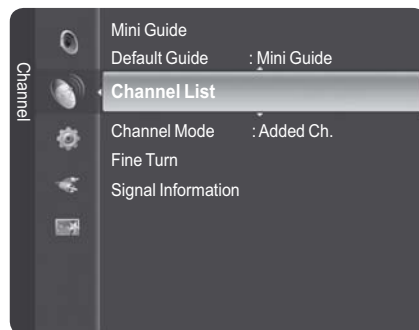 Channel
Mini Guide
Default Guide : Mini Guide
Channel List
Channel Mode : Added Ch.
Fine Turn
Signal Information